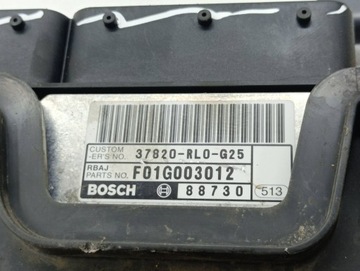 CUSTOM
-ER'S NO. 37820-RL0-G25
RBAJ
PARTS NO. F01G003012
BOSCH 88730 513